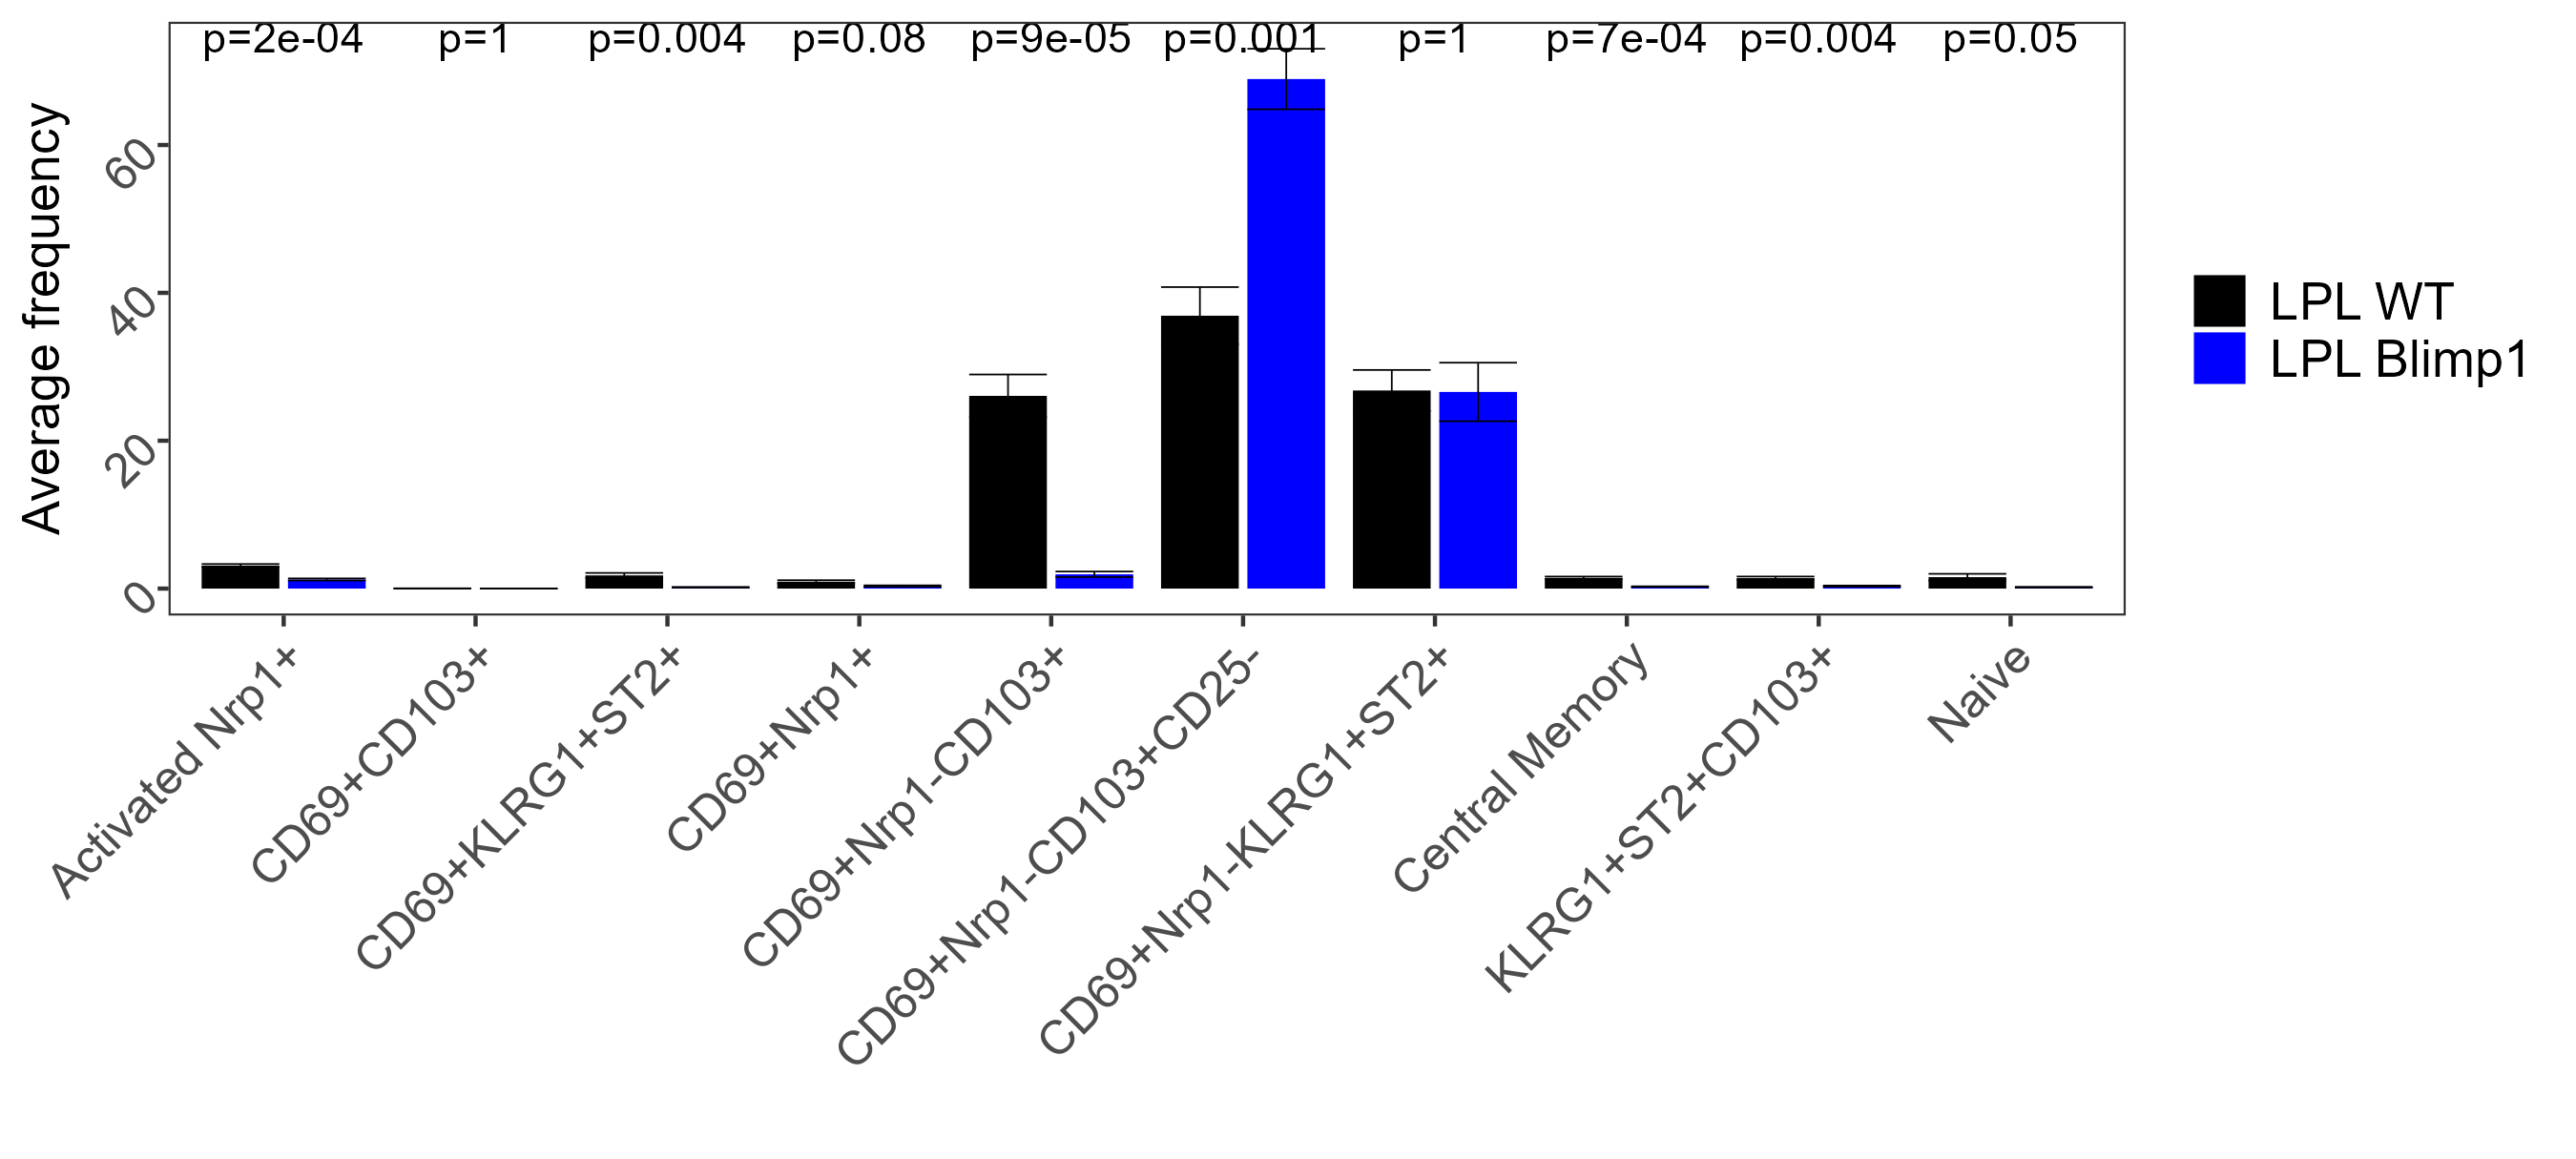 p=2e-04 p=1 p=0.004 p=0.08 p=9e-05 p=0.001 p=1 p=7e-04 p=0.004 p=0.05
Average frequency
60
40
20
0
LPL WT
LPL Blimp1
Activated Nrp1+
CD69+CD103+
CD69+KLRG1+ST2+
CD69+Nrp1+
CD69+Nrp1-CD103+
CD69+Nrp1-CD103+CD25-
CD69+Nrp1-KLRG1+ST2+
Central Memory
KLRG1+ST2+CD103+
Naive